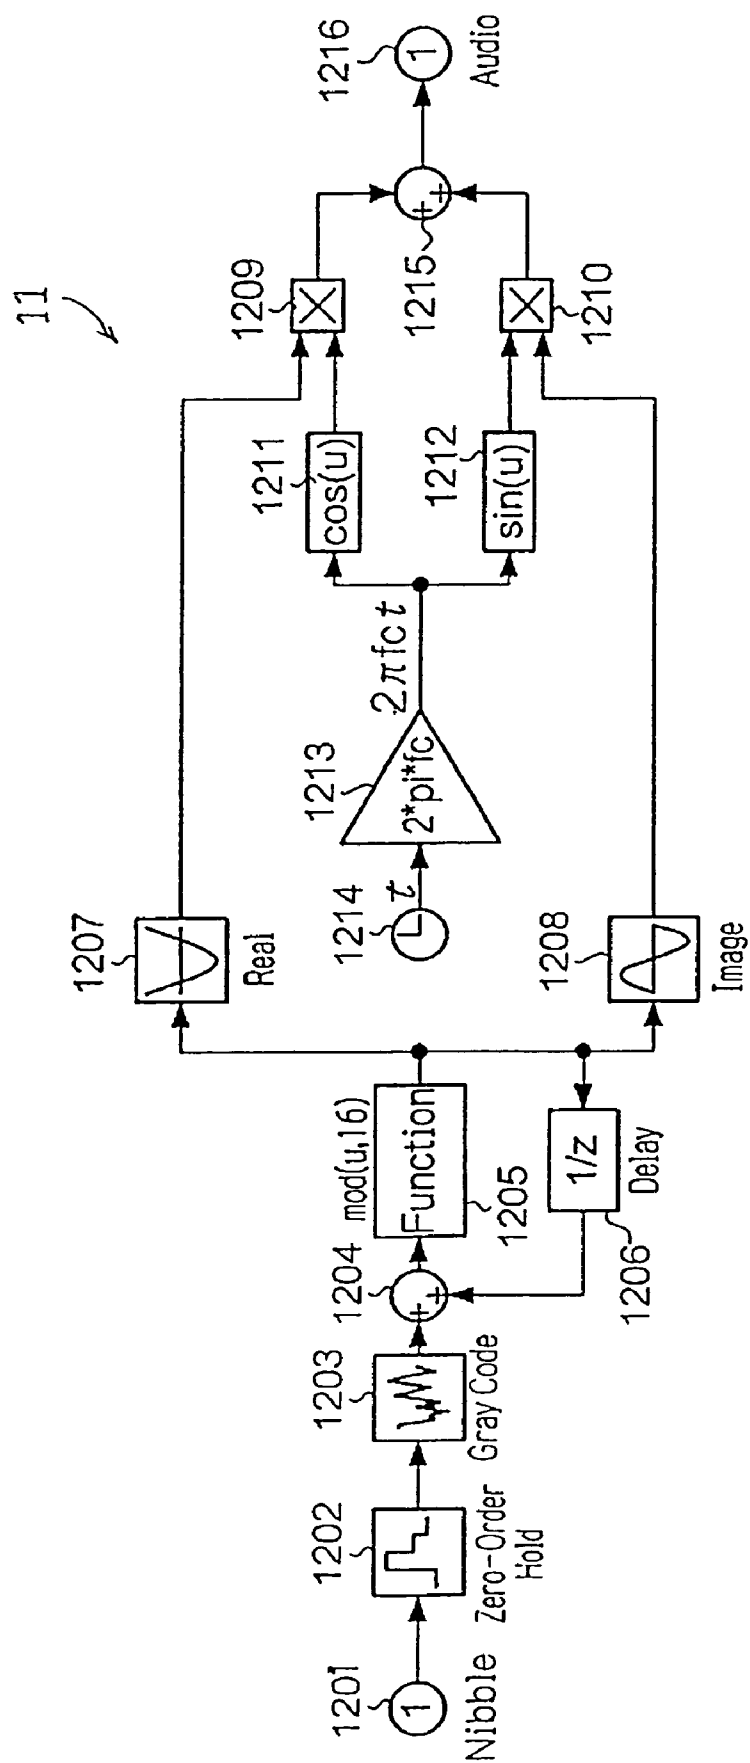 11
1201
1
Nibble
1202
Zero-Order
Hold
1203
Gray Code
1204
+
+
mod(u,16)
Function
1205
1/z
Delay
1206
1207
Real
1208
Image
1214
t
1213
2*pi*fc
2πfct
1211
cos(u)
1212
sin(u)
1209
1210
1215
+
+
1216
1
Audio